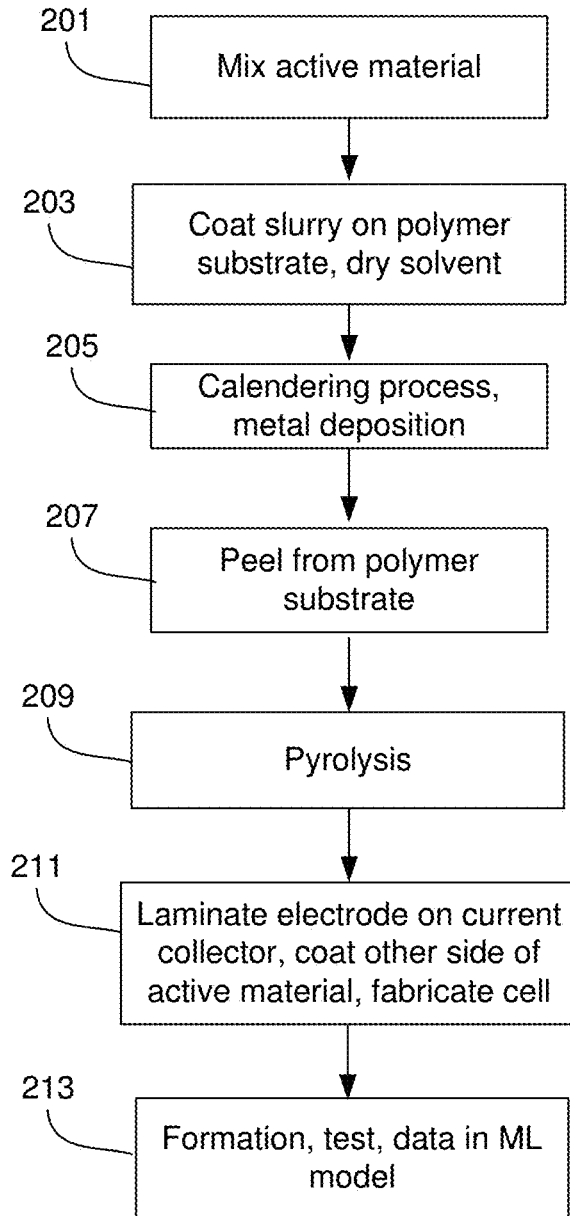 201
Mix active material
203
Coat slurry on polymer
substrate, dry solvent
205
Calendering process,
metal deposition
207
Peel from polymer
substrate
209
Pyrolysis
211
Laminate electrode on current
collector, coat other side of
active material, fabricate cell
213
Formation, test, data in ML
model